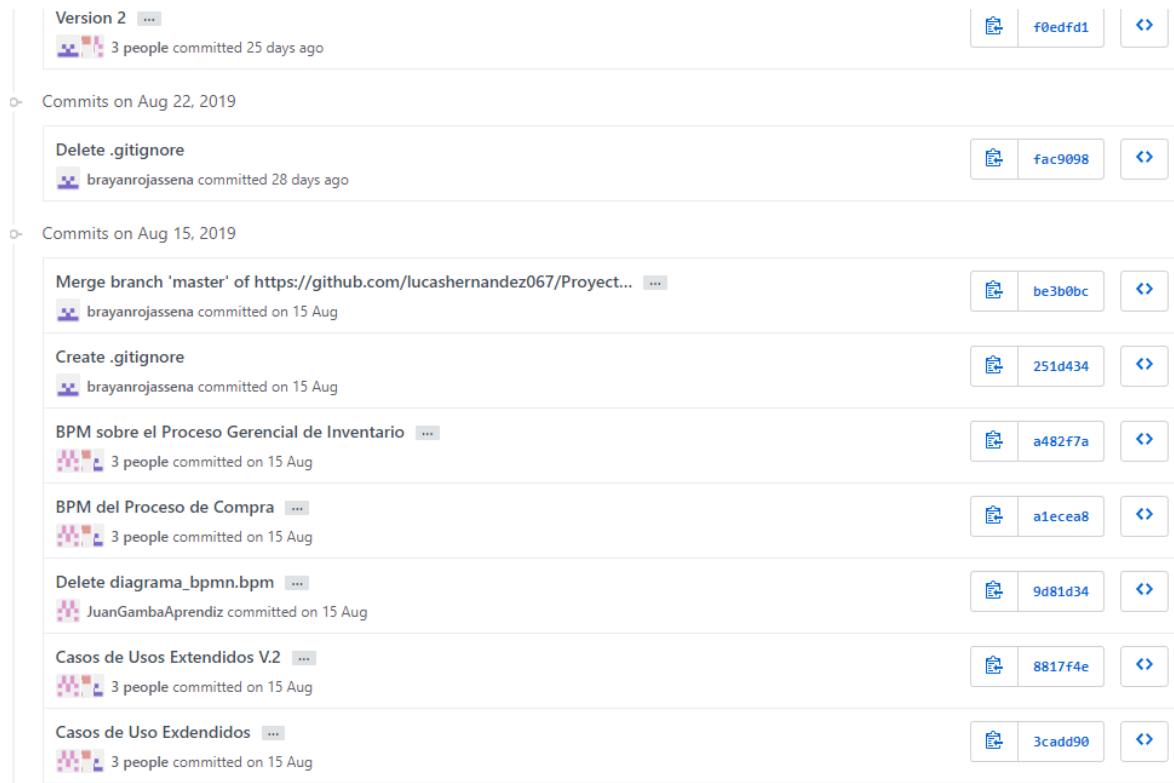 Version 2 ...
3 people committed 25 days ago
f0edfd1
Commits on Aug 22, 2019
Delete .gitignore
brayanrojassena committed 28 days ago
fac9098
Commits on Aug 15, 2019
Merge branch 'master' of https://github.com/lucashernandez067/Proyect... ...
brayanrojassena committed on 15 Aug
be3b0bc
Create .gitignore
brayanrojassena committed on 15 Aug
251d434
BPM sobre el Proceso Gerencial de Inventario ...
3 people committed on 15 Aug
a482f7a
BPM del Proceso de Compra ...
3 people committed on 15 Aug
a1ecea8
Delete diagrama_bpmn.bpm ...
JuanGambaAprendiz committed on 15 Aug
9d81d34
Casos de Usos Extendidos V.2 ...
3 people committed on 15 Aug
8817f4e
Casos de Uso Exdendidos ...
3 people committed on 15 Aug
3cadd90